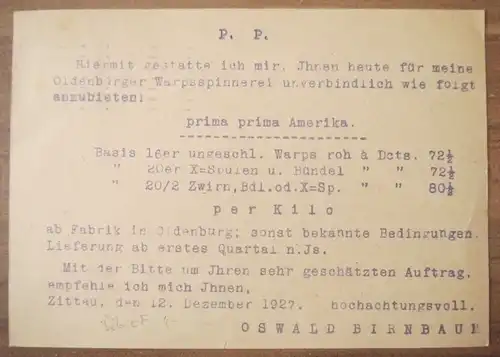 P. P.
Hiermit gestatte ich mir, Jhnen heute für meine
Oldenburger Warpsspinnerei unverbindlich wie folgt
anzubieten:
prima prima Amerika.
Basis 16er ungeschl. Warps roh à Dcts. 72½
" 20er X=Spulen u. Bündel " " 72½
" 20/2 Zwirn,Bdl.od.X=Sp. " " 80½
per Kilo
ab Fabrik in Oldenburg; sonst bekannte Bedingungen.
Lieferung ab erstes Quartal n.Js.
Mit der Bitte um Jhren sehr geschätzten Auftrag,
empfehle ich mich Jhnen,
Zittau, den 12. Dezember 1927. hochachtungsvoll.
OSWALD BIRNBAUM